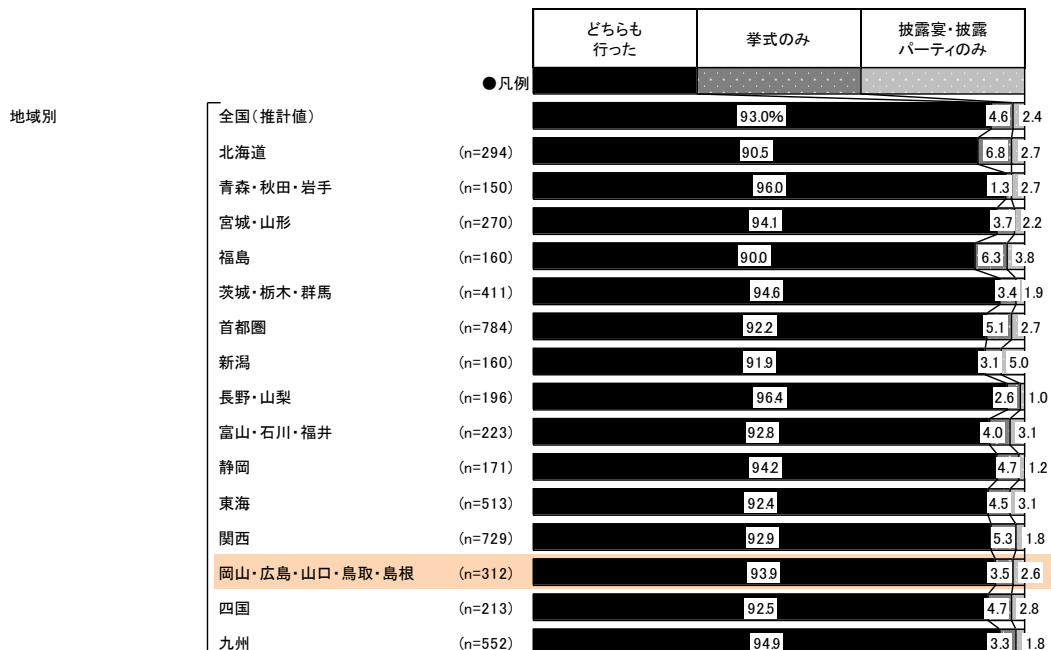 どちらも
行った
挙式のみ
披露宴・披露
パーティのみ
●凡例
地域別
全国(推計値) 93.0% 4.6 2.4
北海道 (n=294) 90.5 6.8 2.7
青森・秋田・岩手 (n=150) 96.0 1.3 2.7
宮城・山形 (n=270) 94.1 3.7 2.2
福島 (n=160) 90.0 6.3 3.8
茨城・栃木・群馬 (n=411) 94.6 3.4 1.9
首都圏 (n=784) 92.2 5.1 2.7
新潟 (n=160) 91.9 3.1 5.0
長野・山梨 (n=196) 96.4 2.6 1.0
富山・石川・福井 (n=223) 92.8 4.0 3.1
静岡 (n=171) 94.2 4.7 1.2
東海 (n=513) 92.4 4.5 3.1
関西 (n=729) 92.9 5.3 1.8
岡山・広島・山口・鳥取・島根 (n=312) 93.9 3.5 2.6
四国 (n=213) 92.5 4.7 2.8
九州 (n=552) 94.9 3.3 1.8